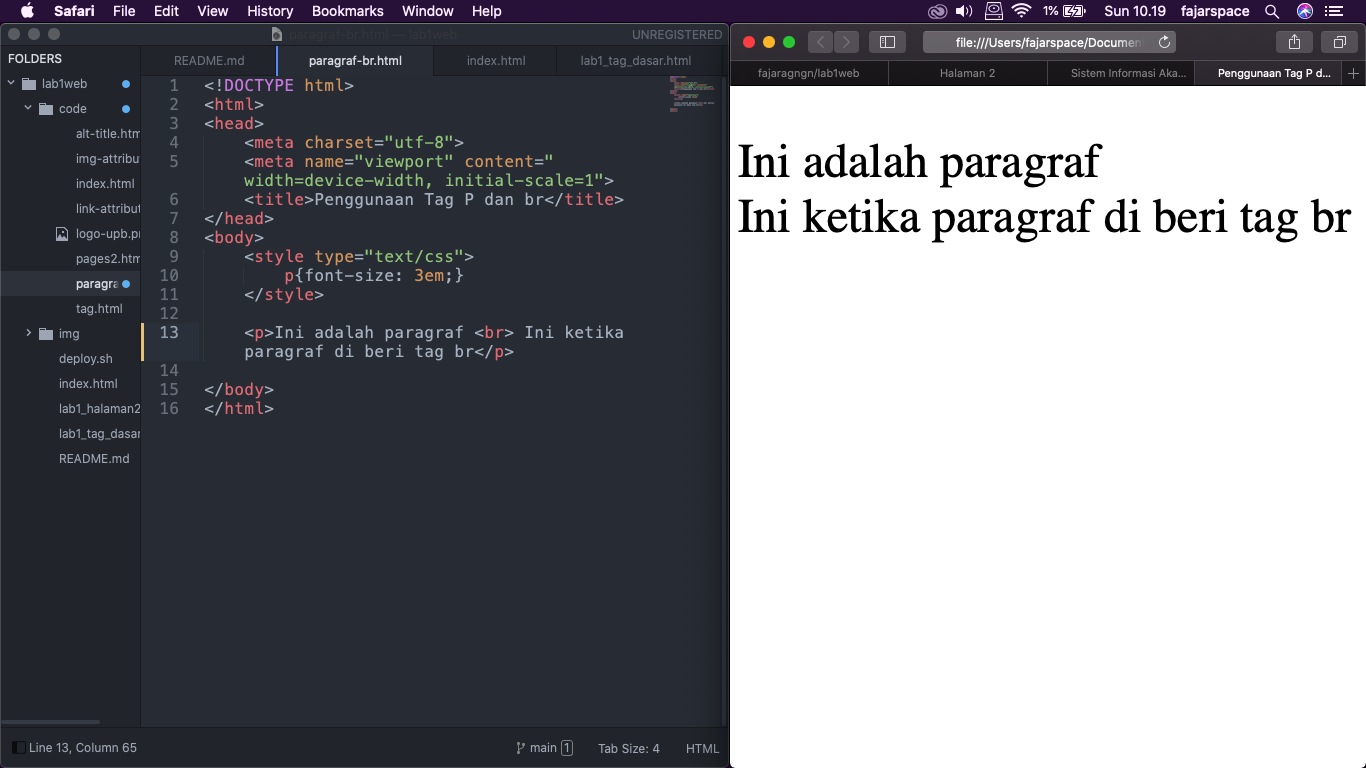 Safari File Edit View History Bookmarks Window Help 1% Sun 10.19 fajarspace
paragraf-br.html — lab1web UNREGISTERED
FOLDERS
lab1web
code
alt-title.htm
img-attribu
index.html
link-attribut
logo-upb.pr
pages2.htm
paragra
tag.html
img
deploy.sh
index.html
lab1_halaman2
lab1_tag_dasar
README.md
README.md paragraf-br.html index.html lab1_tag_dasar.html
1 <!DOCTYPE html>
2 <html>
3 <head>
4 <meta charset="utf-8">
5 <meta name="viewport" content="
width=device-width, initial-scale=1">
6 <title>Penggunaan Tag P dan br</title>
7 </head>
8 <body>
9 <style type="text/css">
10 p{font-size: 3em;}
11 </style>
12
13 <p>Ini adalah paragraf <br> Ini ketika
paragraf di beri tag br</p>
14
15 </body>
16 </html>
Line 13, Column 65 main 1 Tab Size: 4 HTML
file:///Users/fajarspace/Documen
fajaragngn/lab1web Halaman 2 Sistem Informasi Aka... Penggunaan Tag P d...
Ini adalah paragraf
Ini ketika paragraf di beri tag br